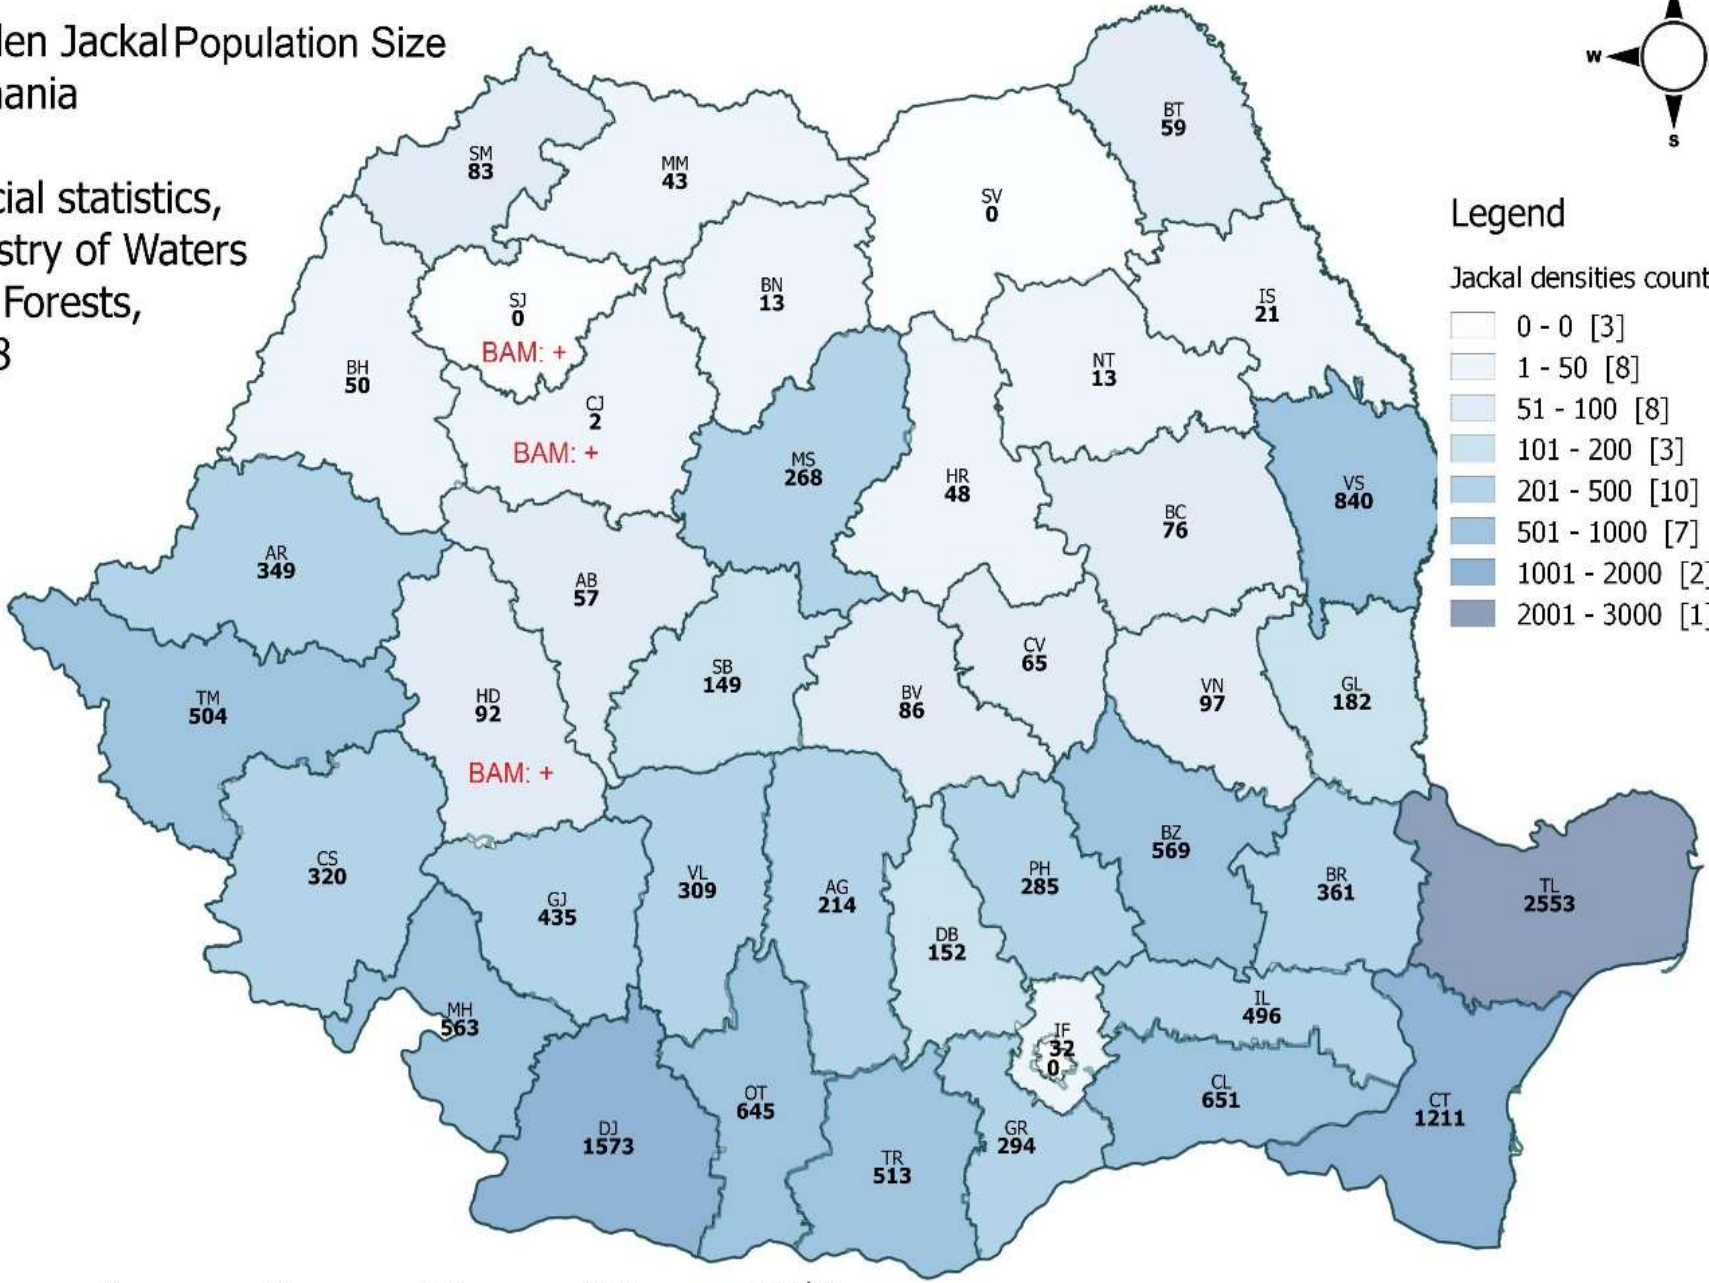 den Jackal Population Size
nania
cial statistics,
stry of Waters
Forests,
8
W
S
Legend
Jackal densities count
0 - 0 [3]
1 - 50 [8]
51 - 100 [8]
101 - 200 [3]
201 - 500 [10]
501 - 1000 [7]
1001 - 2000 [2]
2001 - 3000 [1]
BT
59
SM
83
MM
43
SV
0
BN
13
SJ
0
BAM: +
IS
21
BH
50
NT
13
CJ
2
BAM: +
MS
268
HR
48
VS
840
BC
76
AR
349
AB
57
CV
65
SB
149
TM
504
HD
92
BAM: +
BV
86
VN
97
GL
182
CS
320
GJ
435
VL
309
AG
214
PH
285
BZ
569
BR
361
TL
2553
DB
152
MH
563
IL
496
IF
32
0
OT
645
CL
651
CT
1211
DJ
1573
TR
513
GR
294